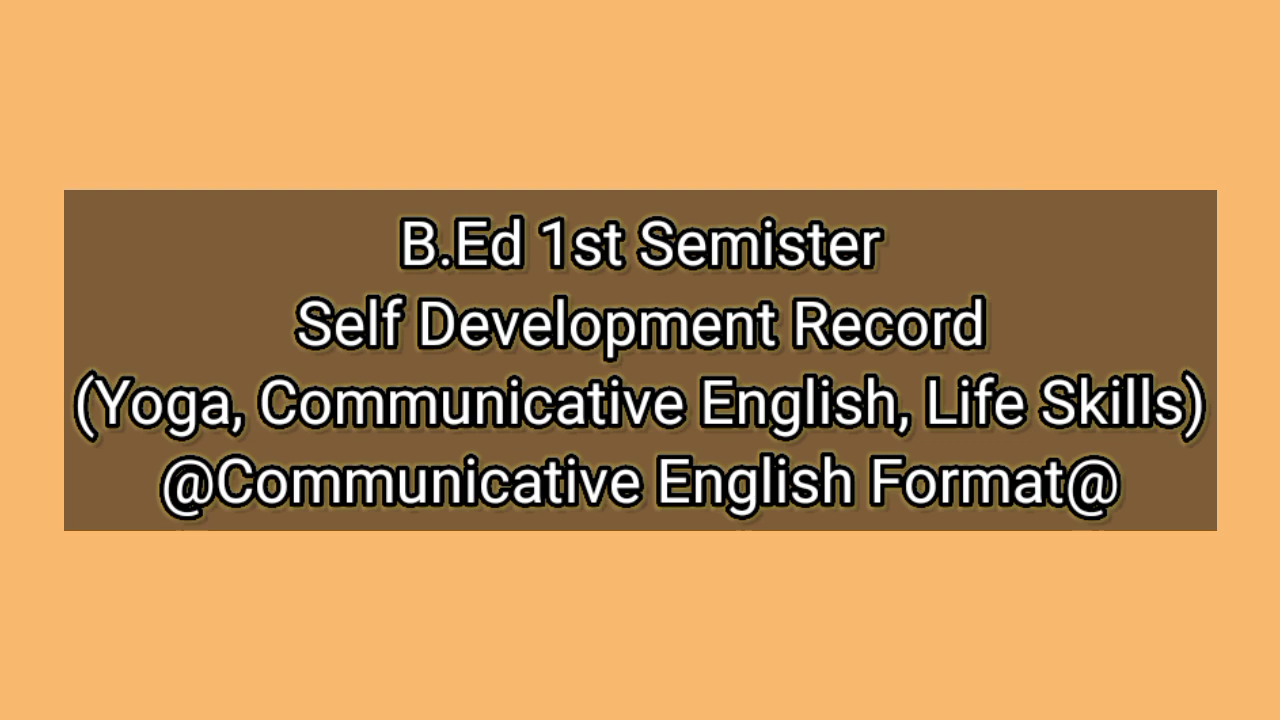 B.Ed 1st Semister
Self Development Record
(Yoga, Communicative English, Life Skills)
@Communicative English Format@